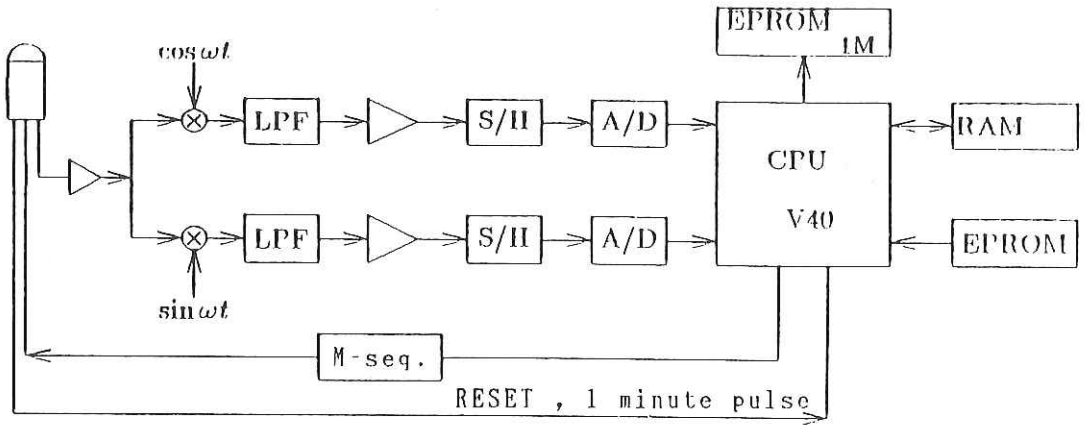 EPROM
1M
cos ωt
LPF
S/H
A/D
CPU
V40
RAM
LPF
S/H
A/D
EPROM
sin ωt
M-seq.
RESET , 1 minute pulse